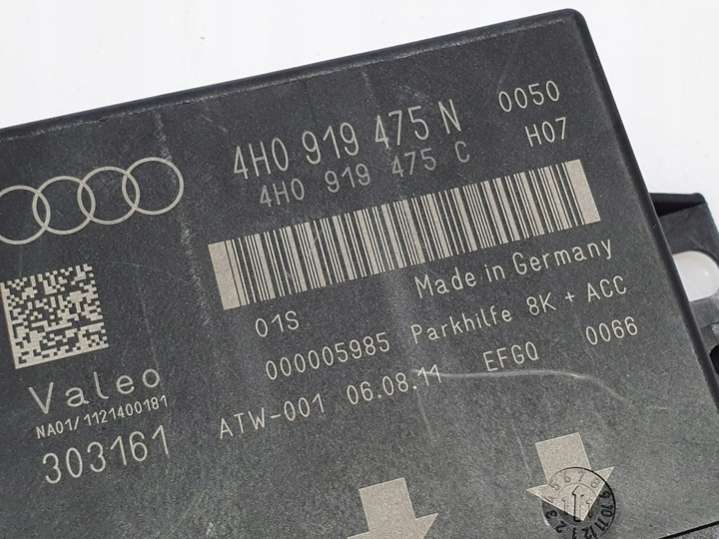 4H0 919 475 N 0050
4H0 919 475 C H07
Made in Germany
01S
000005985 Parkhilfe 8K + ACC
ATW-001 06.08.11 EFGQ 0066
Valeo
NA01/1121400181
303161